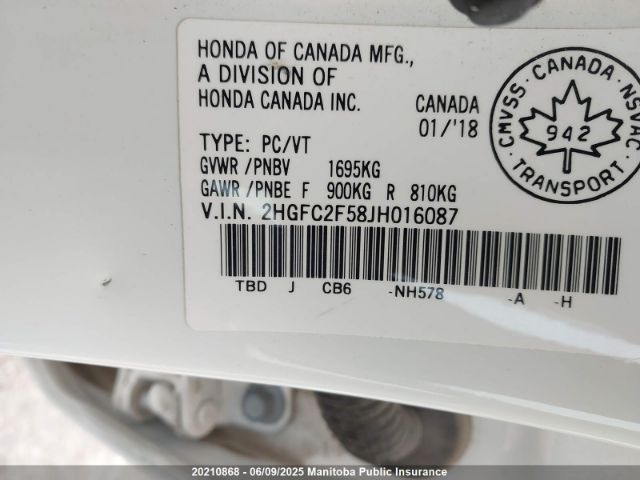 HONDA OF CANADA MFG.,
A DIVISION OF
HONDA CANADA INC. CANADA
01/'18
TYPE: PC/VT
GVWR/PNBV 1695KG
GAWR/PNBE F 900KG R 810KG
V.I.N. 2HGFC2F58JH016087
TBD J CB6 -NH578 -A -H
CMVSS · CANADA · NSVAC
942
TRANSPORT
20210868 - 06/09/2025 Manitoba Public Insurance